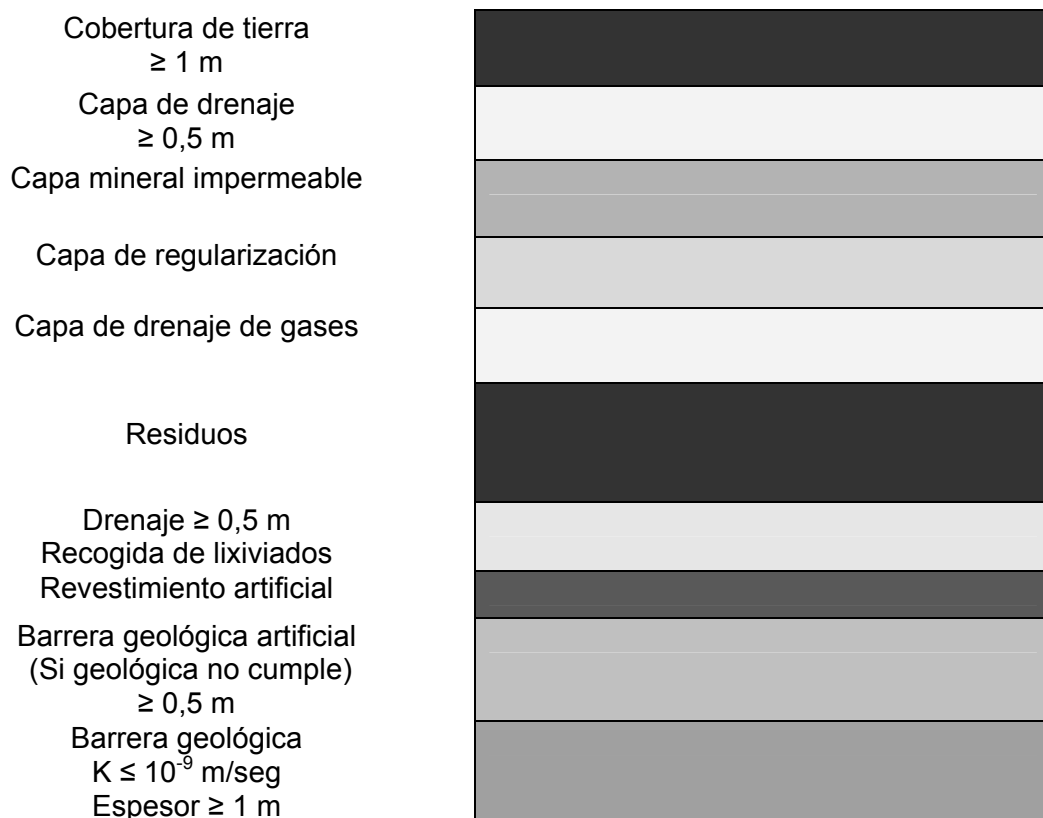 Cobertura de tierra
≥ 1 m
Capa de drenaje
≥ 0,5 m
Capa mineral impermeable
Capa de regularización
Capa de drenaje de gases
Residuos
Drenaje ≥ 0,5 m
Recogida de lixiviados
Revestimiento artificial
Barrera geológica artificial
(Si geológica no cumple)
≥ 0,5 m
Barrera geológica
K ≤ 10⁻⁹ m/seg
Espesor ≥ 1 m